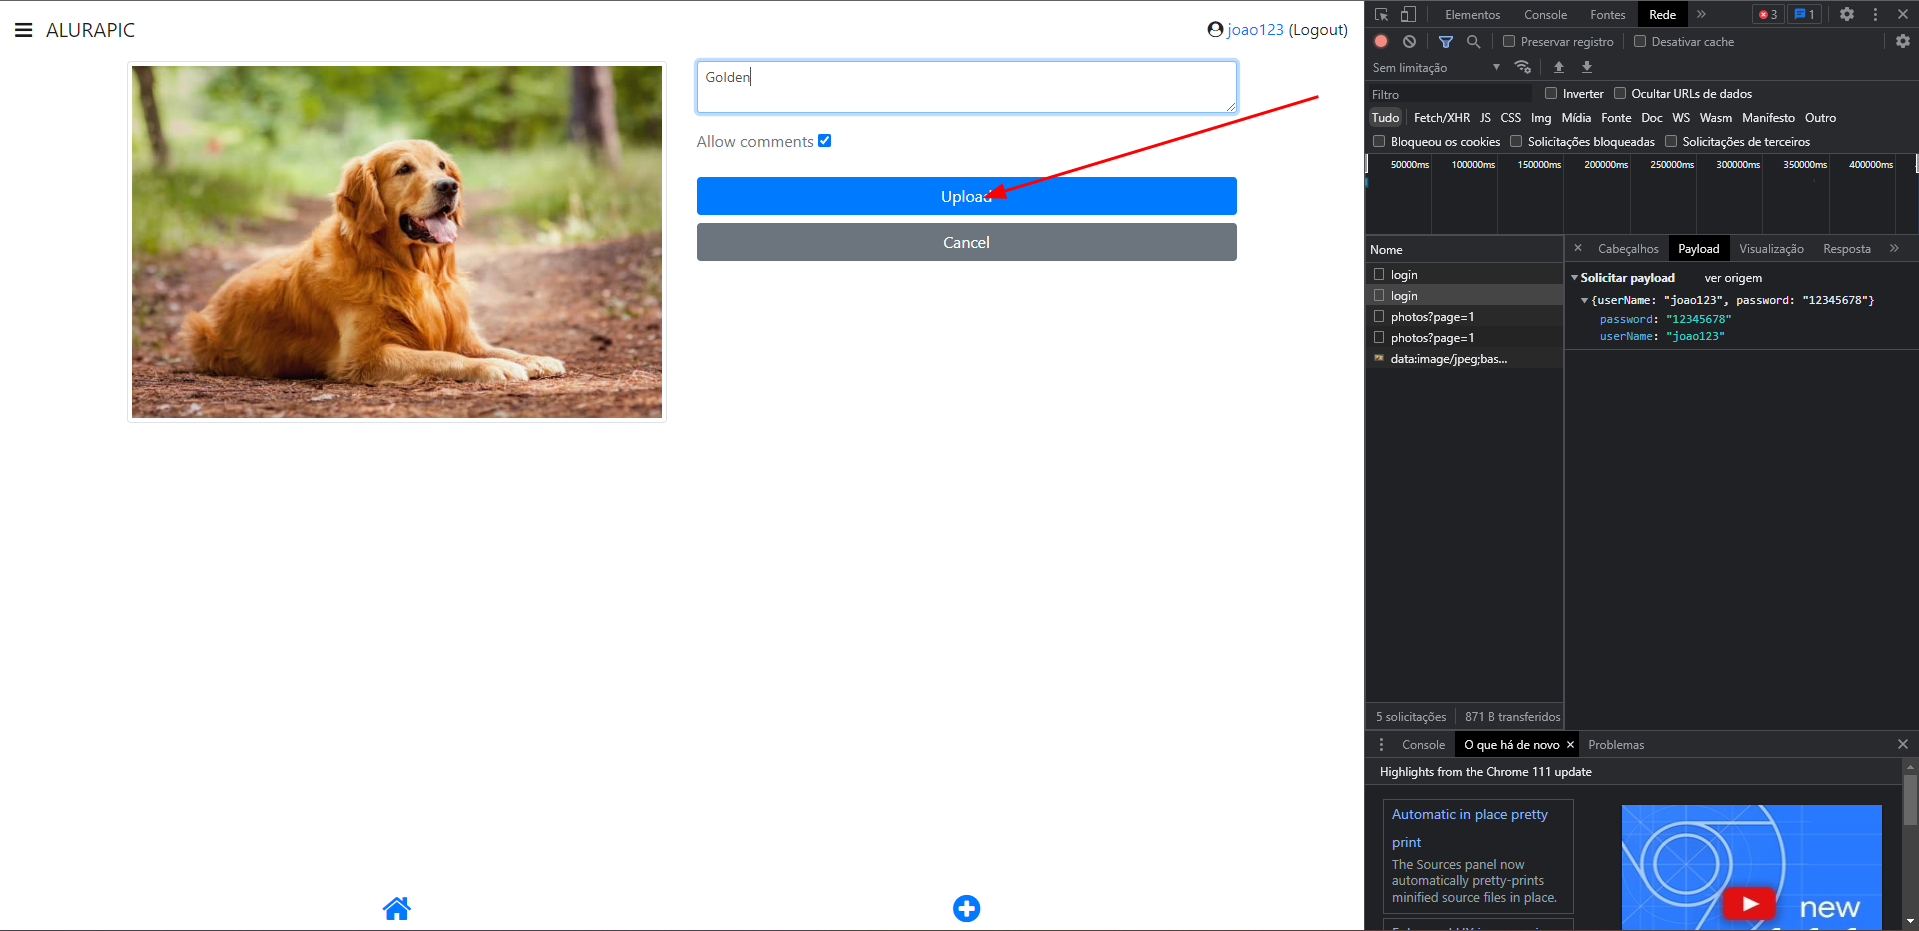 ALURAPIC
joao123 (Logout)
Golden
Allow comments
Upload
Cancel
Elementos Console Fontes Rede 3 1
Preservar registro Desativar cache
Sem limitação
Filtro Inverter Ocultar URLs de dados
Tudo Fetch/XHR JS CSS Img Mídia Fonte Doc WS Wasm Manifesto Outro
Bloqueou os cookies Solicitações bloqueadas Solicitações de terceiros
50000ms 100000ms 150000ms 200000ms 250000ms 300000ms 350000ms 400000ms
Nome
login
login
photos?page=1
photos?page=1
data:image/jpeg;bas...
Cabeçalhos Payload Visualização Resposta
Solicitar payload ver origem
{userName: "joao123", password: "12345678"}
password: "12345678"
userName: "joao123"
5 solicitações 871 B transferidos
Console O que há de novo Problemas
Highlights from the Chrome 111 update
Automatic in place pretty
print
The Sources panel now
automatically pretty-prints
minified source files in place.
new